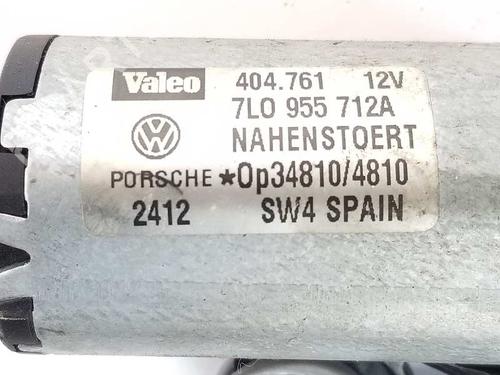 Valeo 404.761 12V
7L0 955 712A
NAHENSTOERT
PORSCHE *Op34810/4810
2412 SW4 SPAIN